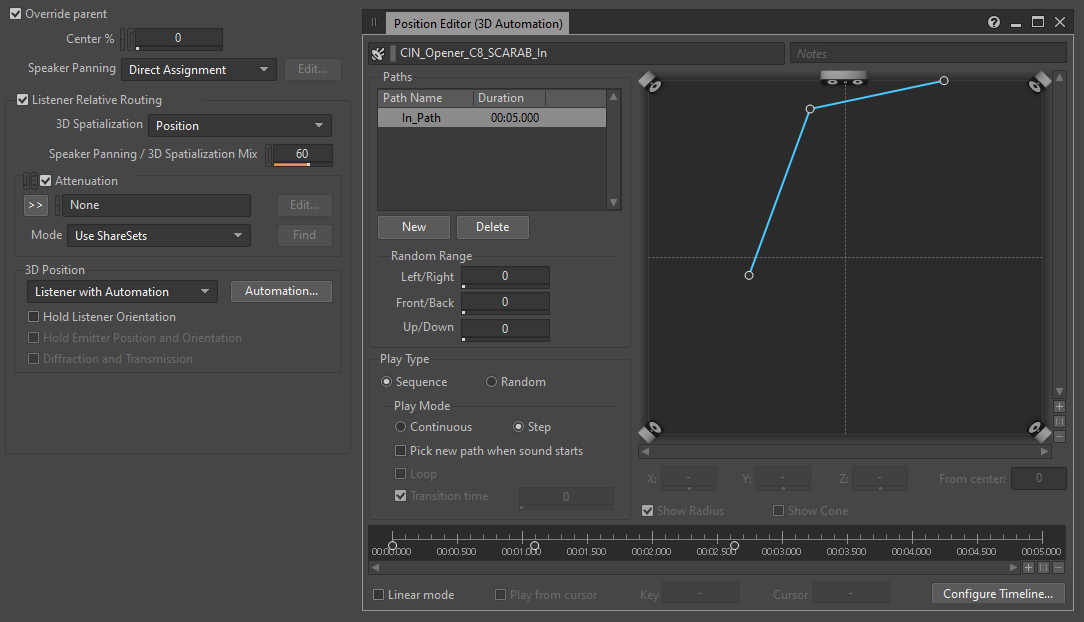 Override parent
Center % 0
Speaker Panning Direct Assignment Edit...
Listener Relative Routing
3D Spatialization Position
Speaker Panning / 3D Spatialization Mix 60
Attenuation
>> None Edit...
Mode Use ShareSets Find
3D Position
Listener with Automation Automation...
Hold Listener Orientation
Hold Emitter Position and Orientation
Diffraction and Transmission
Position Editor (3D Automation)
CIN_Opener_C8_SCARAB_In Notes
Paths
Path Name Duration
In_Path 00:05.000
New Delete
Random Range
Left/Right 0
Front/Back 0
Up/Down 0
Play Type
Sequence Random
Play Mode
Continuous Step
Pick new path when sound starts
Loop
Transition time 0
X: - Y: - Z: - From center: 0
Show Radius Show Cone
00:00.000 00:00.500 00:01.000 00:01.500 00:02.000 00:02.500 00:03.000 00:03.500 00:04.000 00:04.500 00:05.000
Linear mode Play from cursor Key - Cursor - Configure Timeline...